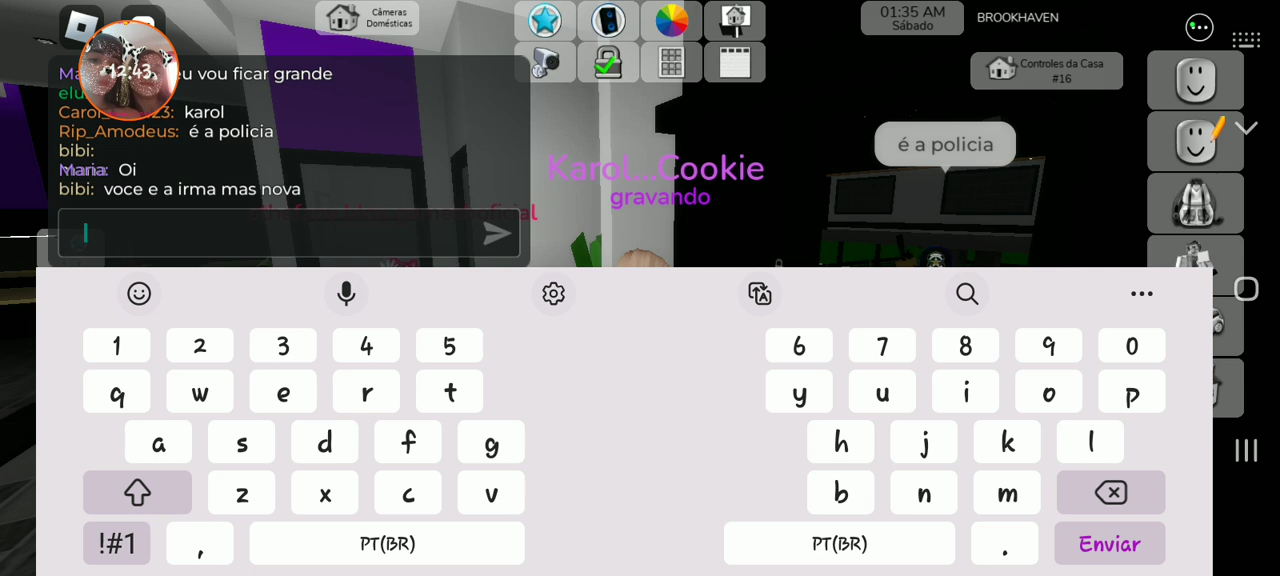 Câmeras
Domésticas
01:35 AM
Sábado
BROOKHAVEN
12:43
eu vou ficar grande
karol
Rip_Amodeus: é a policia
bibi:
Maria: Oi
bibi: voce e a irma mas nova
Controles da Casa
#16
é a policia
Karol...Cookie
gravando
1 2 3 4 5 6 7 8 9 0
q w e r t y u i o p
a s d f g h j k l
z x c v b n m
!#1 , PT(BR) PT(BR) . Enviar